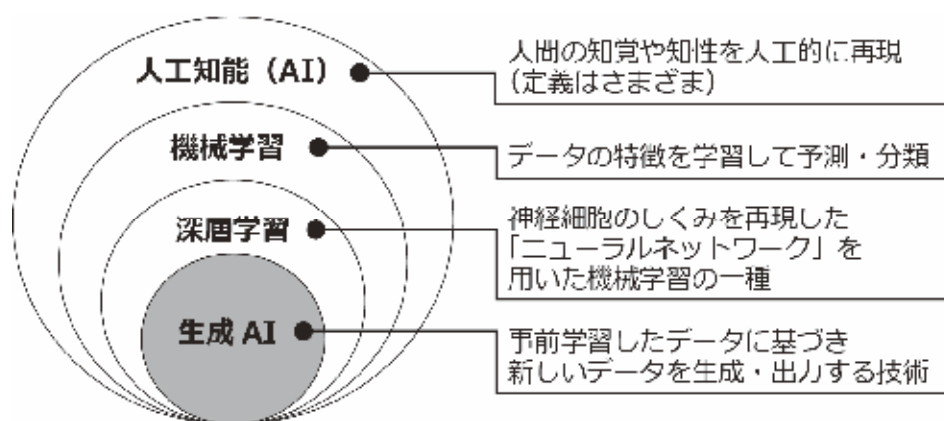 人工知能（AI）
人間の知覚や知性を人工的に再現
（定義はさまざま）
機械学習
データの特徴を学習して予測・分類
深層学習
神経細胞のしくみを再現した
「ニューラルネットワーク」を
用いた機械学習の一種
生成 AI
事前学習したデータに基づき
新しいデータを生成・出力する技術